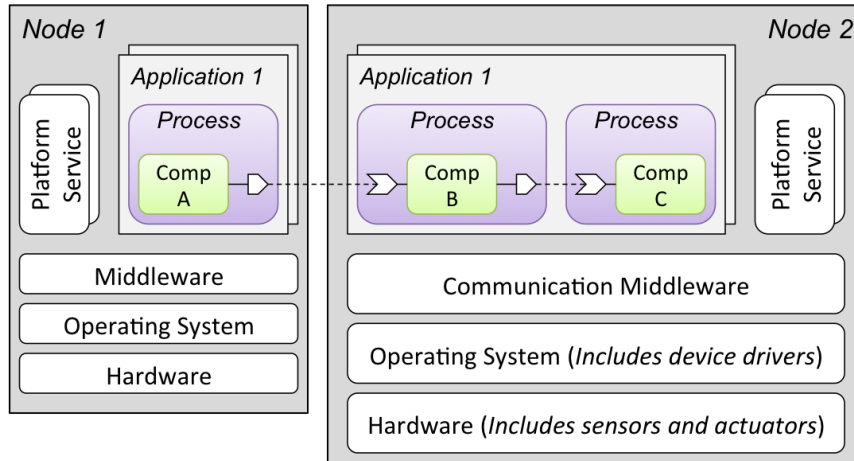 Node 1
Application 1
Platform
Service
Process
Comp
A
Middleware
Operating System
Hardware
Node 2
Application 1
Process
Comp
B
Process
Comp
C
Platform
Service
Communication Middleware
Operating System (Includes device drivers)
Hardware (Includes sensors and actuators)